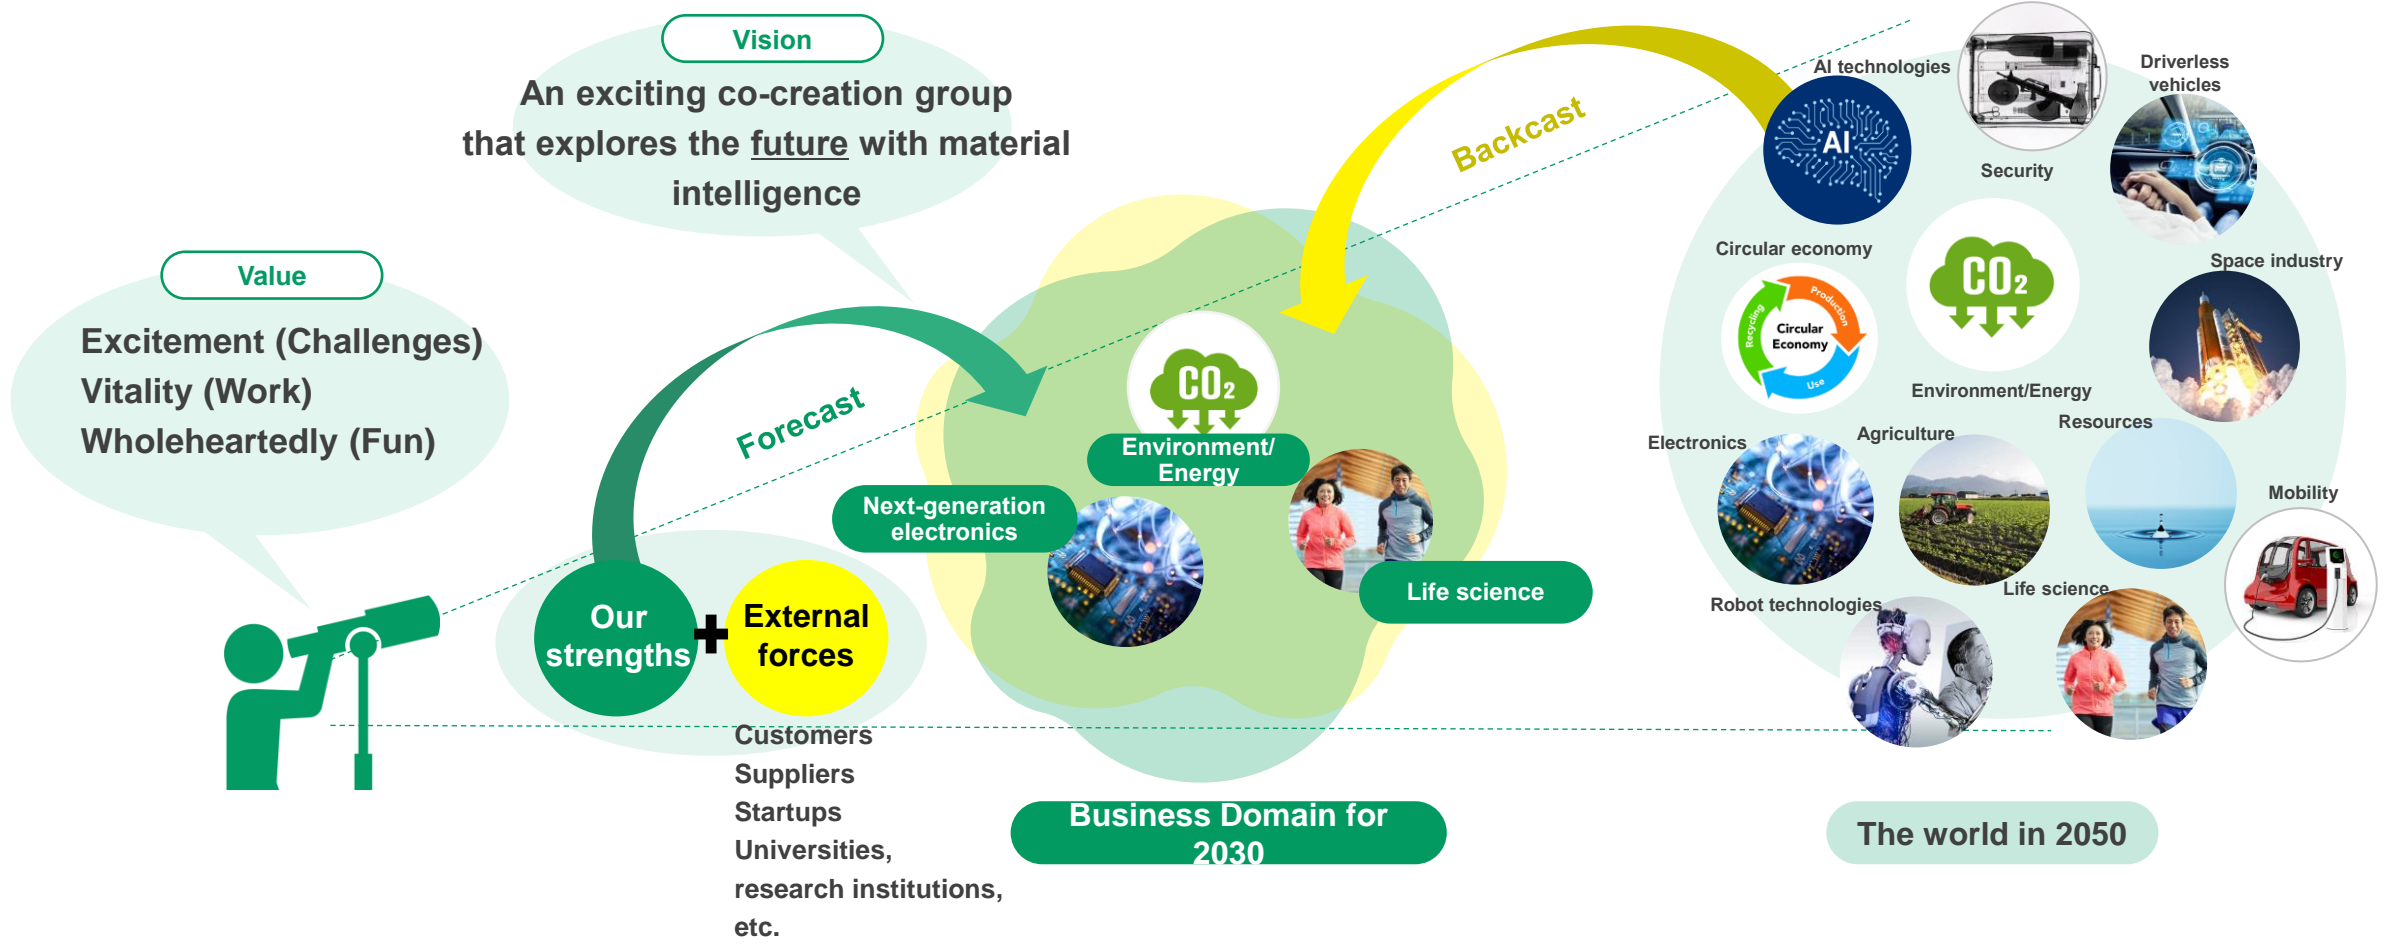 Vision
An exciting co-creation group
that explores the future with material
intelligence
Value
Excitement (Challenges)
Vitality (Work)
Wholeheartedly (Fun)
Forecast
Backcast
Our
strengths
External
forces
Customers
Suppliers
Startups
Universities,
research institutions,
etc.
CO2
Environment/
Energy
Next-generation
electronics
Life science
Business Domain for
2030
AI technologies
AI
Security
Driverless
vehicles
Circular economy
Recycling
Production
Use
Circular
Economy
CO2
Environment/Energy
Space industry
Electronics
Agriculture
Resources
Mobility
Robot technologies
Life science
The world in 2050